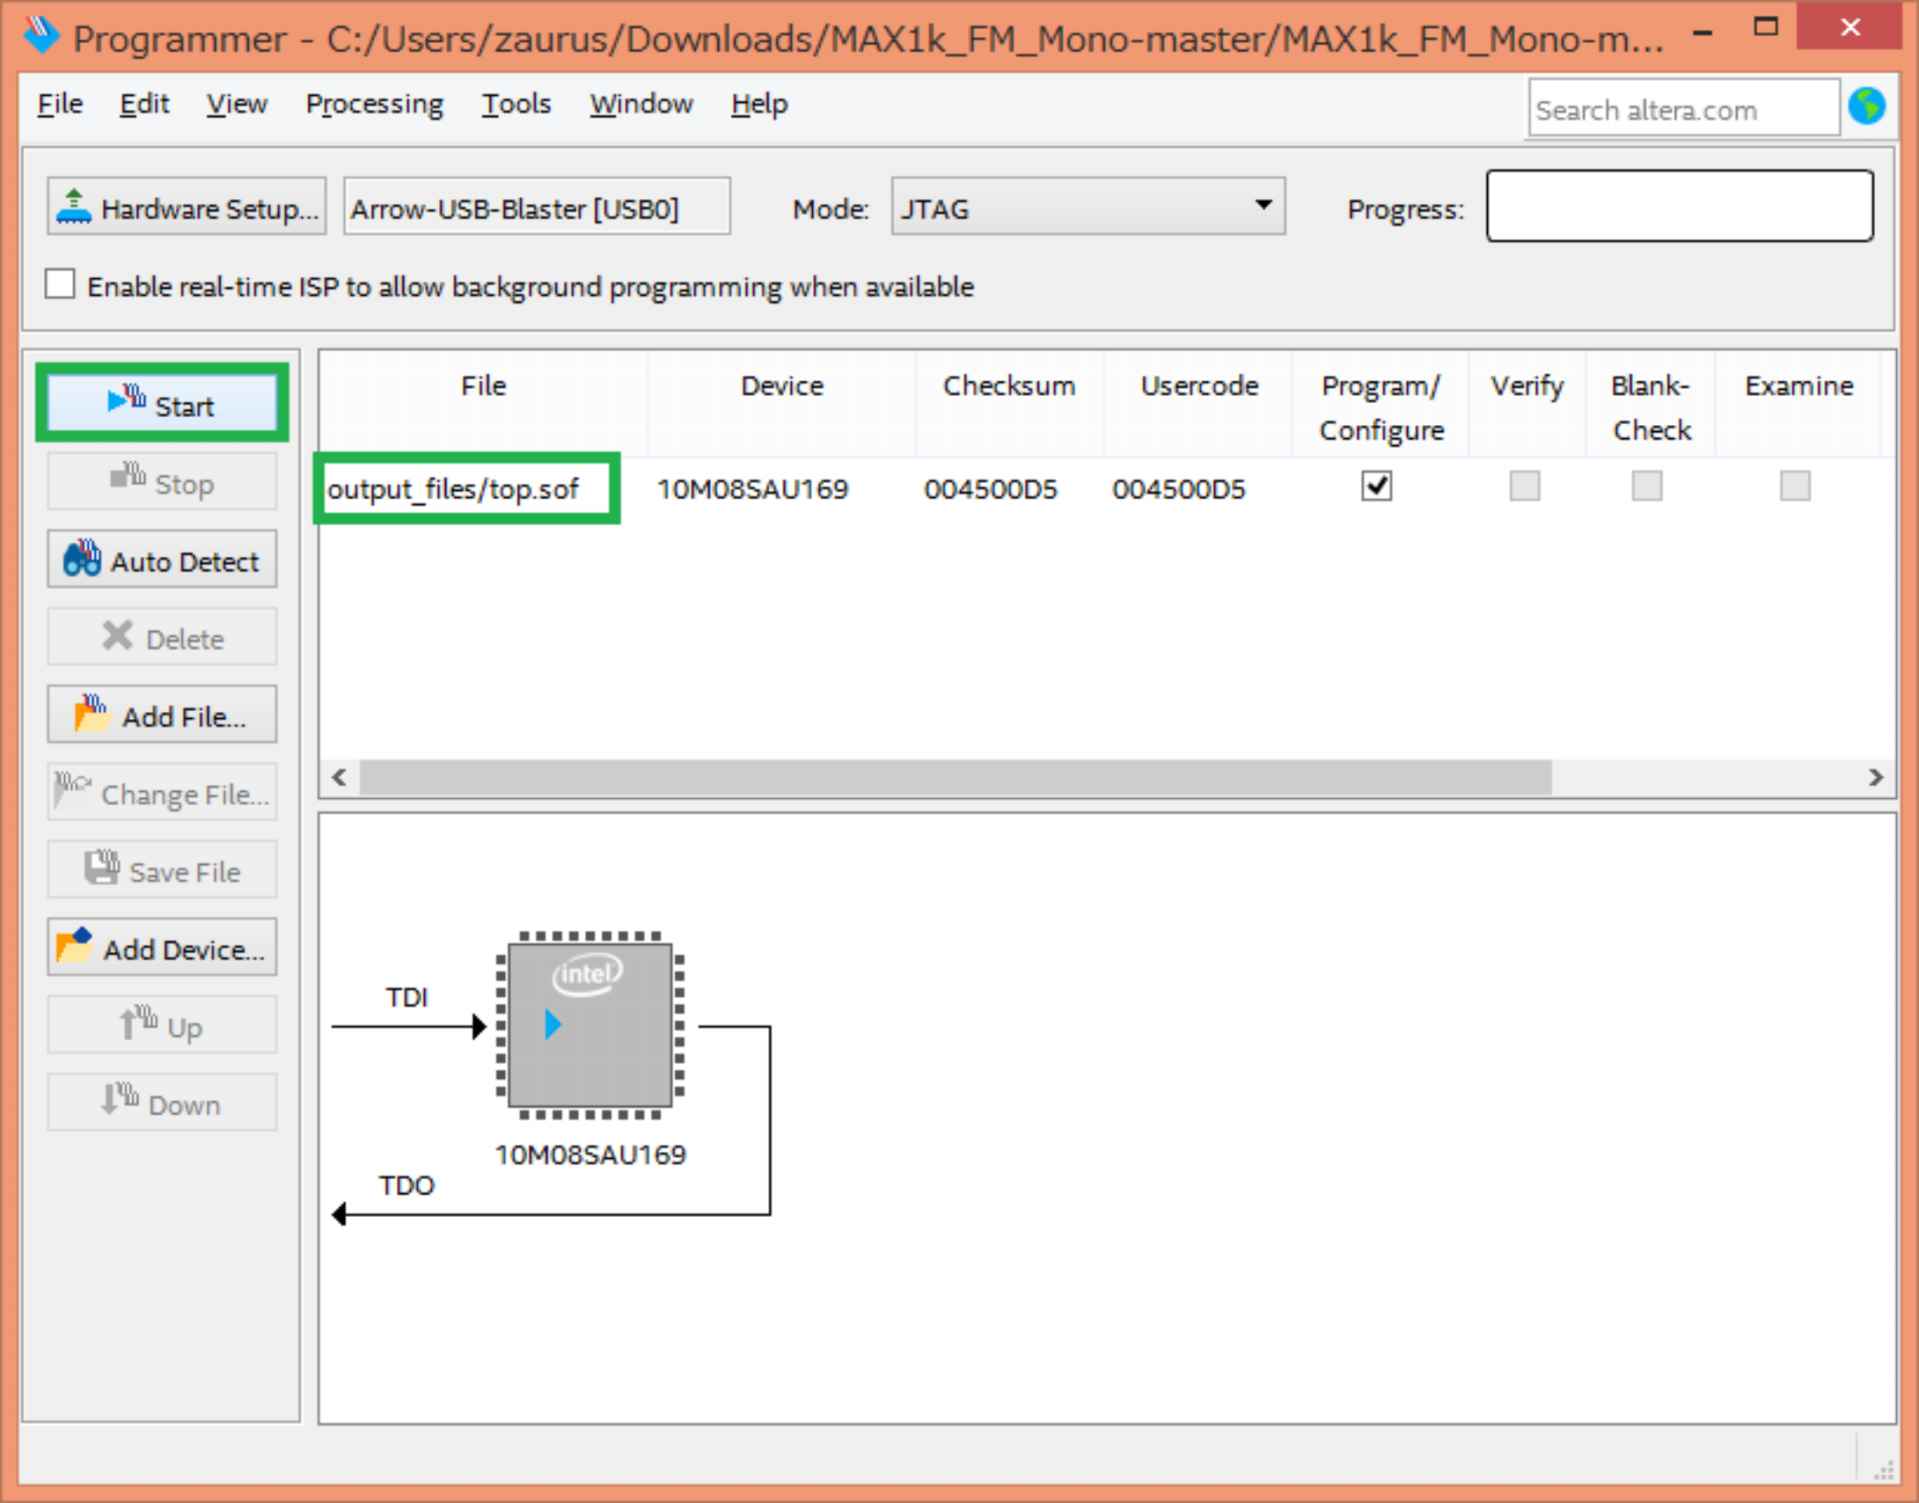 Programmer - C:/Users/zaurus/Downloads/MAX1k_FM_Mono-master/MAX1k_FM_Mono-m...
File Edit View Processing Tools Window Help
Search altera.com
Hardware Setup... Arrow-USB-Blaster [USB0] Mode: JTAG Progress:
Enable real-time ISP to allow background programming when available
Start
Stop
Auto Detect
Delete
Add File...
Change File...
Save File
Add Device...
Up
Down
File Device Checksum Usercode Program/ Verify Blank- Examine
Configure Check
output_files/top.sof 10M08SAU169 004500D5 004500D5
intel
TDI
10M08SAU169
TDO